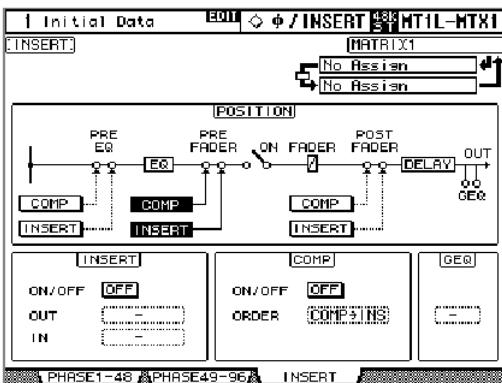 1 Initial Data EDIT ◇ φ/INSERT 48K ST MT1L-MTX1
INSERT MATRIX1
No Assign
No Assign
POSITION
PRE EQ PRE FADER ON FADER POST FADER OUT
EQ DELAY
GEQ
COMP COMP COMP
INSERT INSERT INSERT
INSERT COMP GEQ
ON/OFF OFF ON/OFF OFF
OUT - ORDER COMP→INS -
IN -
PHASE1-48 PHASE49-96 INSERT